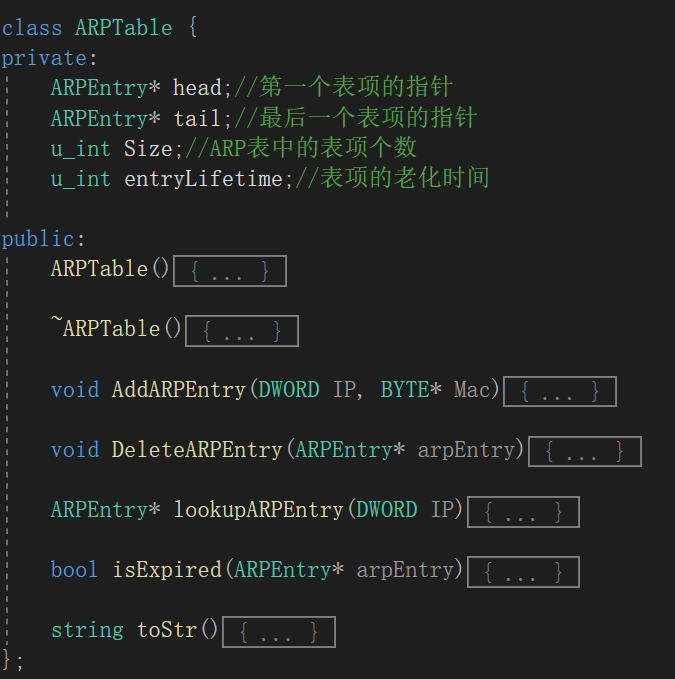 class ARPTable {
private:
ARPEntry* head;//第一个表项的指针
ARPEntry* tail;//最后一个表项的指针
u_int Size;//ARP表中的表项个数
u_int entryLifetime;//表项的老化时间
public:
ARPTable(){ ... }
~ARPTable(){ ... }
void AddARPEntry(DWORD IP, BYTE* Mac){ ... }
void DeleteARPEntry(ARPEntry* arpEntry){ ... }
ARPEntry* lookupARPEntry(DWORD IP){ ... }
bool isExpired(ARPEntry* arpEntry){ ... }
string toStr(){ ... }
};